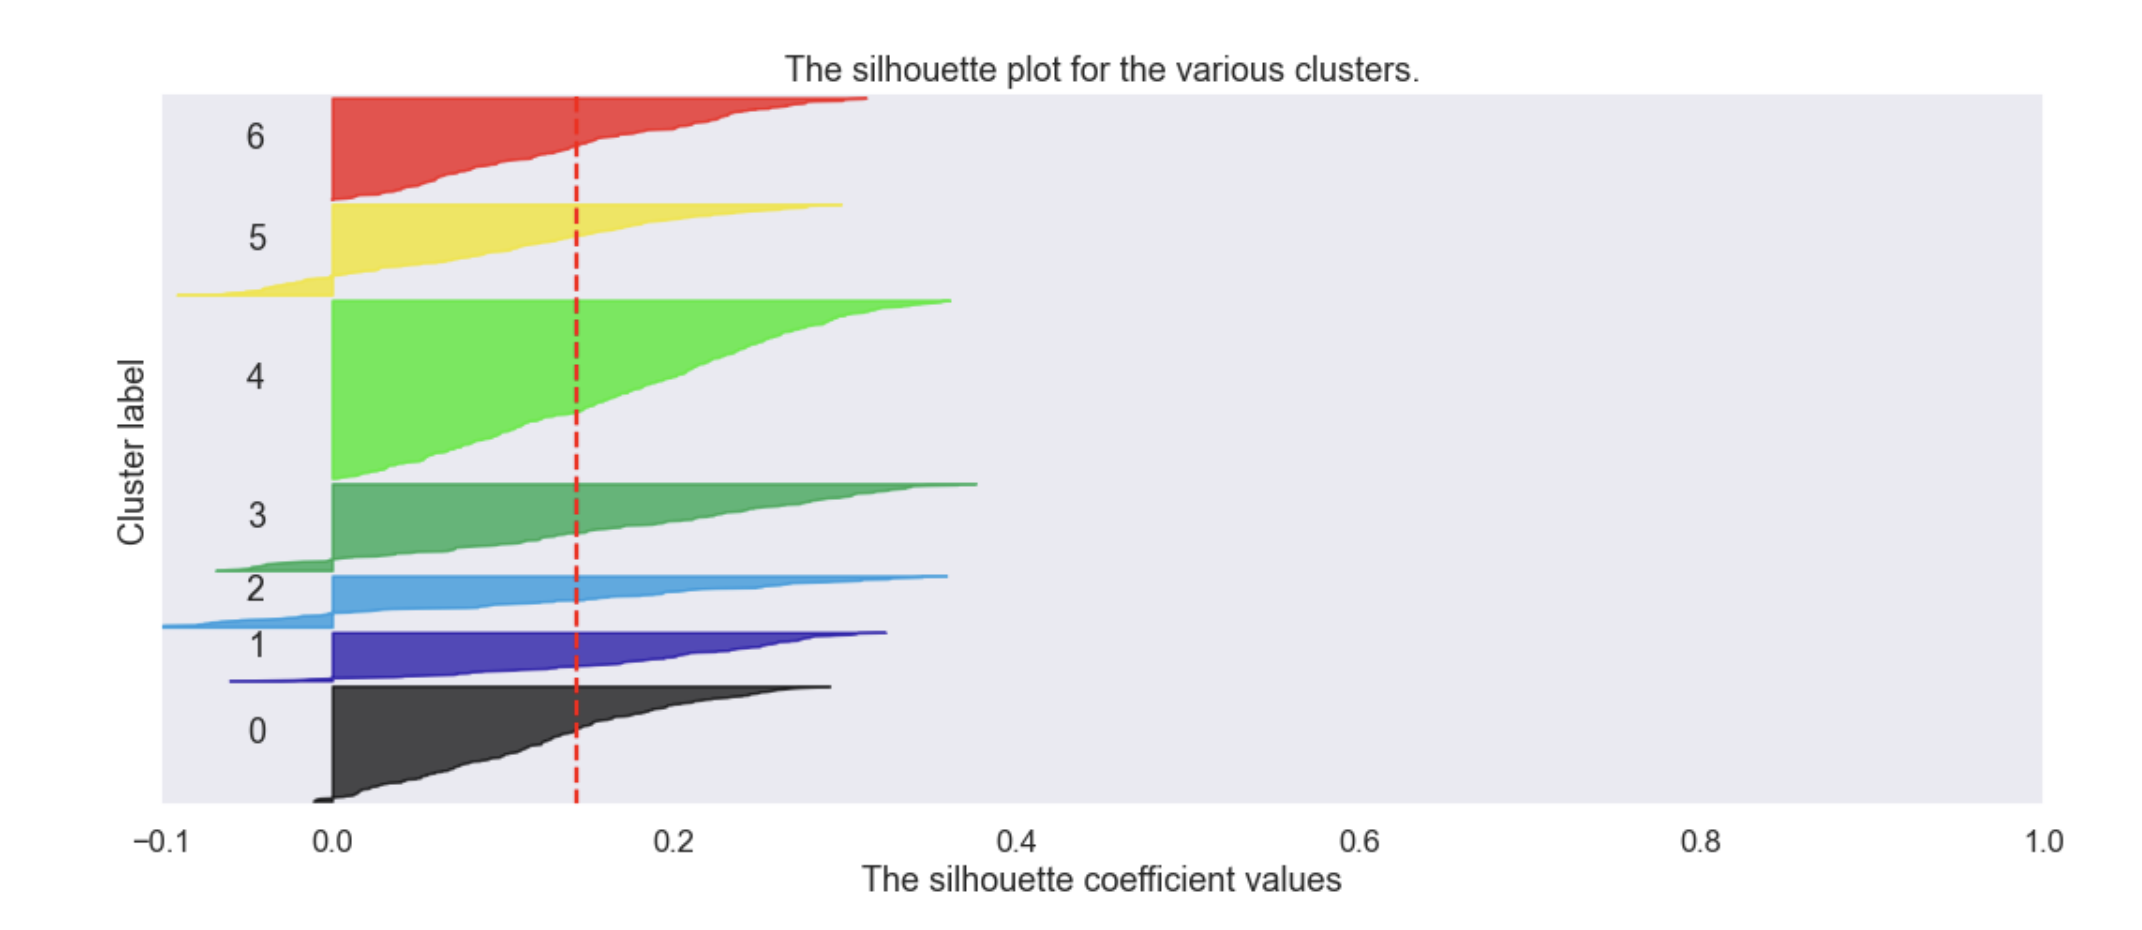 The silhouette plot for the various clusters.
6
5
4
3
2
1
0
Cluster label
−0.1 0.0 0.2 0.4 0.6 0.8 1.0
The silhouette coefficient values